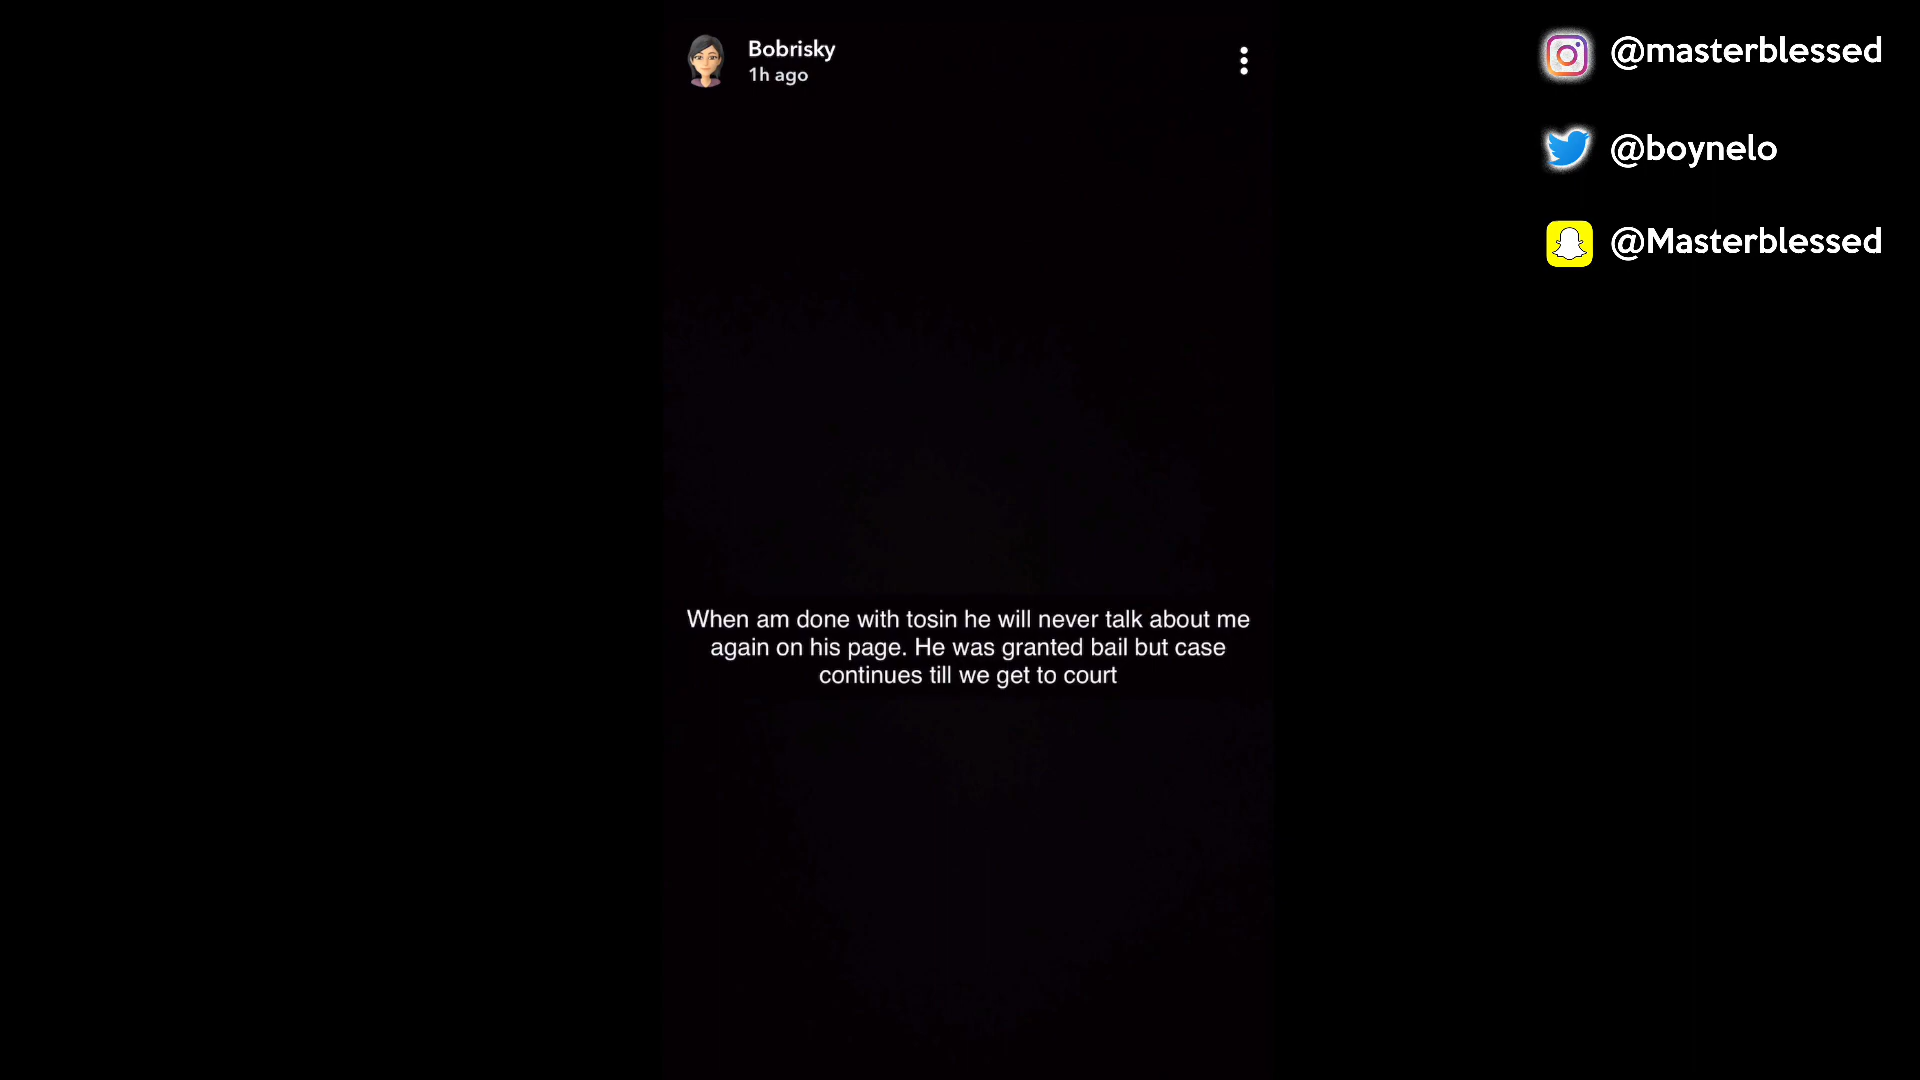 Bobrisky
1h ago
When am done with tosin he will never talk about me
again on his page. He was granted bail but case
continues till we get to court
@masterblessed
@boynelo
@Masterblessed